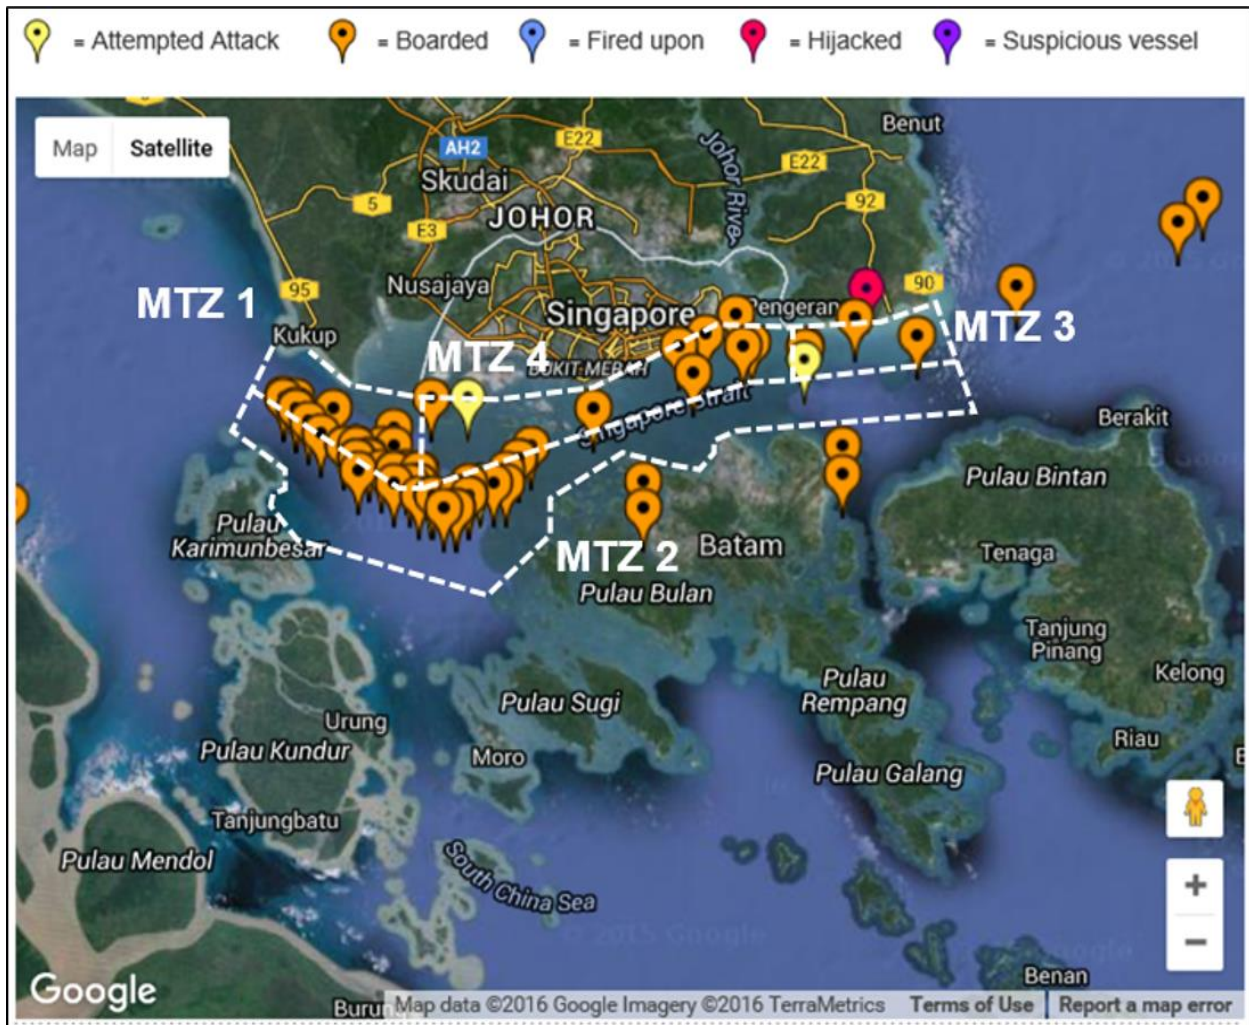 = Attempted Attack = Boarded = Fired upon = Hijacked = Suspicious vessel
Map Satellite
Benut
AH2
E22
E22
Skudai
Johor River
5
92
JOHOR
E3
Nusajaya
90
95
MTZ 1
Singapore
Pengeran
MTZ 3
Kukup
MTZ 4
BUKIT MERAH
Singapore Strait
Berakit
Pulau Bintan
Pulau
Karimunbesar
Batam
MTZ 2
Tenaga
Pulau Bulan
Tanjung
Pinang
Kelong
Pulau
Rempang
Pulau Sugi
Urung
Riau
Pulau Kundur
Moro
Pulau Galang
Tanjungbatu
Pulau Mendol
South China Sea
+
−
Benan
Google
Burun
Map data ©2016 Google Imagery ©2016 TerraMetrics Terms of Use Report a map error